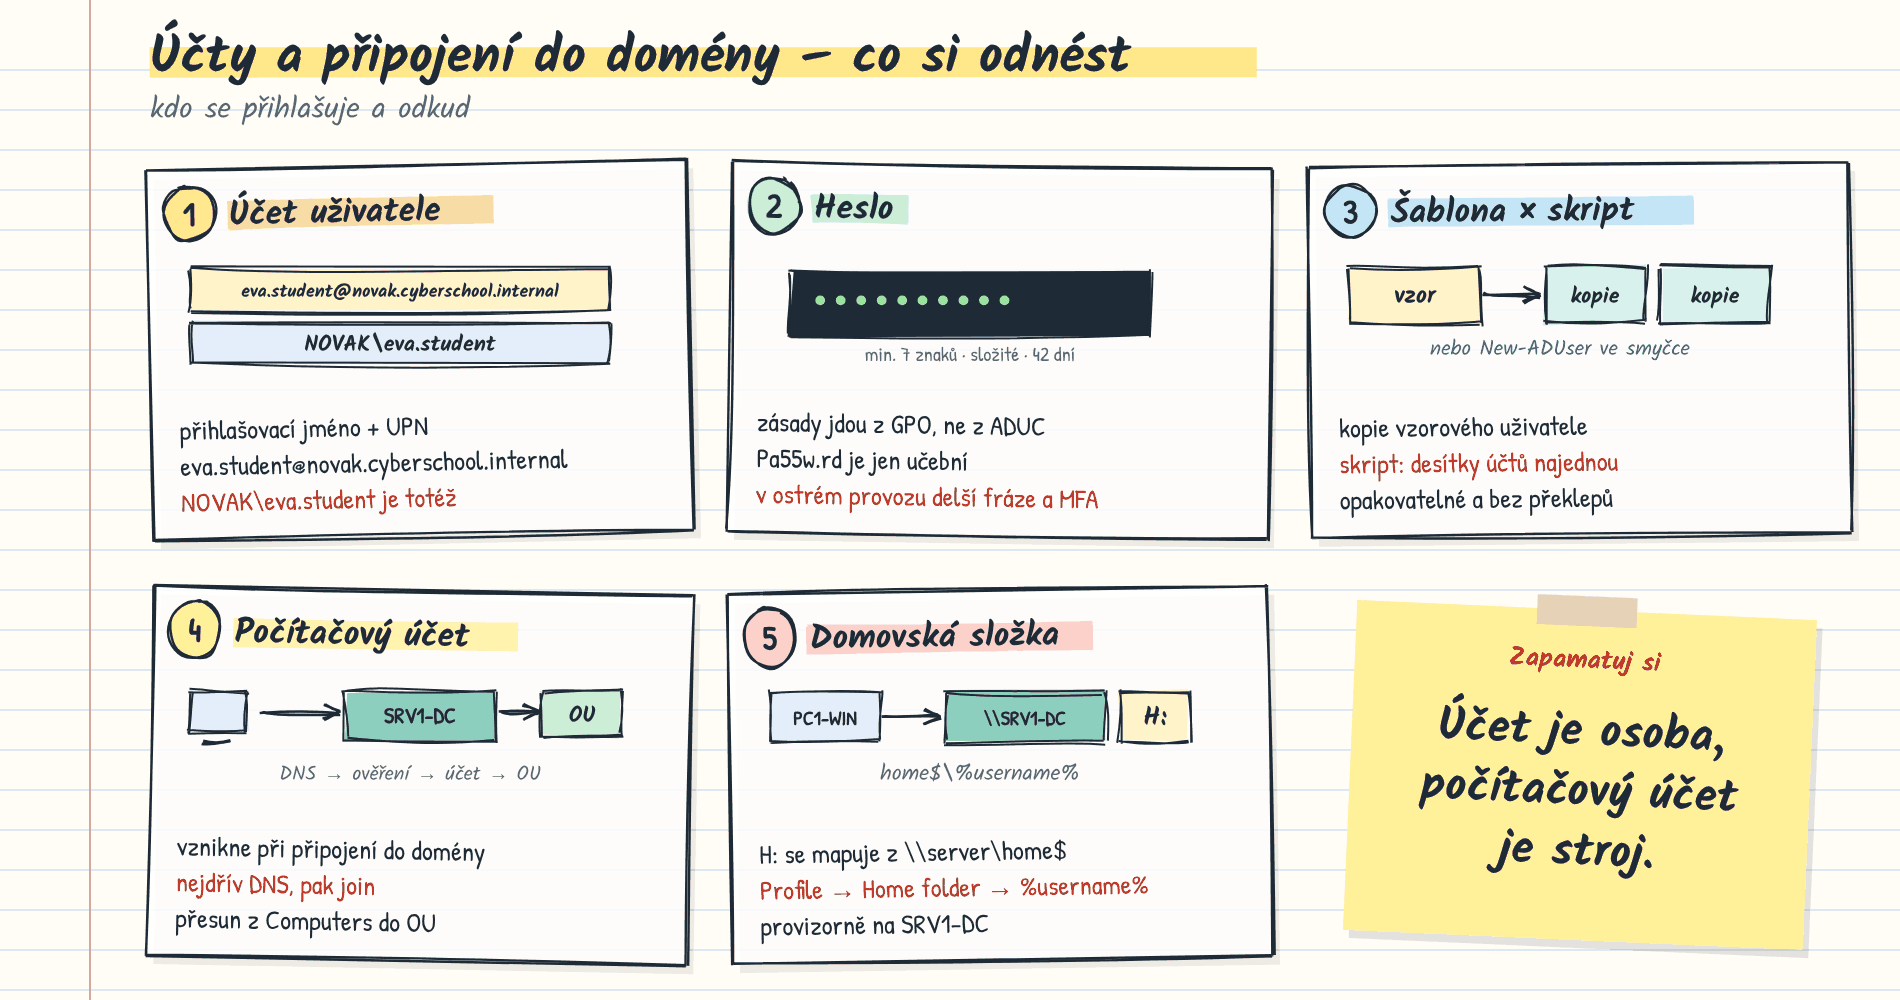 Účty a připojení do domény – co si odnést
kdo se přihlašuje a odkud
1 Účet uživatele
eva.student@novak.cyberschool.internal
NOVAK\eva.student
přihlašovací jméno + UPN
eva.student@novak.cyberschool.internal
NOVAK\eva.student je totéž
2 Heslo
min. 7 znaků · složité · 42 dní
zásady jdou z GPO, ne z ADUC
Pa55w.rd je jen učební
v ostrém provozu delší fráze a MFA
3 Šablona × skript
vzor kopie kopie
nebo New-ADUser ve smyčce
kopie vzorového uživatele
skript: desítky účtů najednou
opakovatelné a bez překlepů
4 Počítačový účet
SRV1-DC OU
DNS → ověření → účet → OU
vznikne při připojení do domény
nejdřív DNS, pak join
přesun z Computers do OU
5 Domovská složka
PC1-WIN \\SRV1-DC H:
home$\%username%
H: se mapuje z \\server\home$
Profile → Home folder → %username%
provizorně na SRV1-DC
Zapamatuj si
Účet je osoba,
počítačový účet
je stroj.